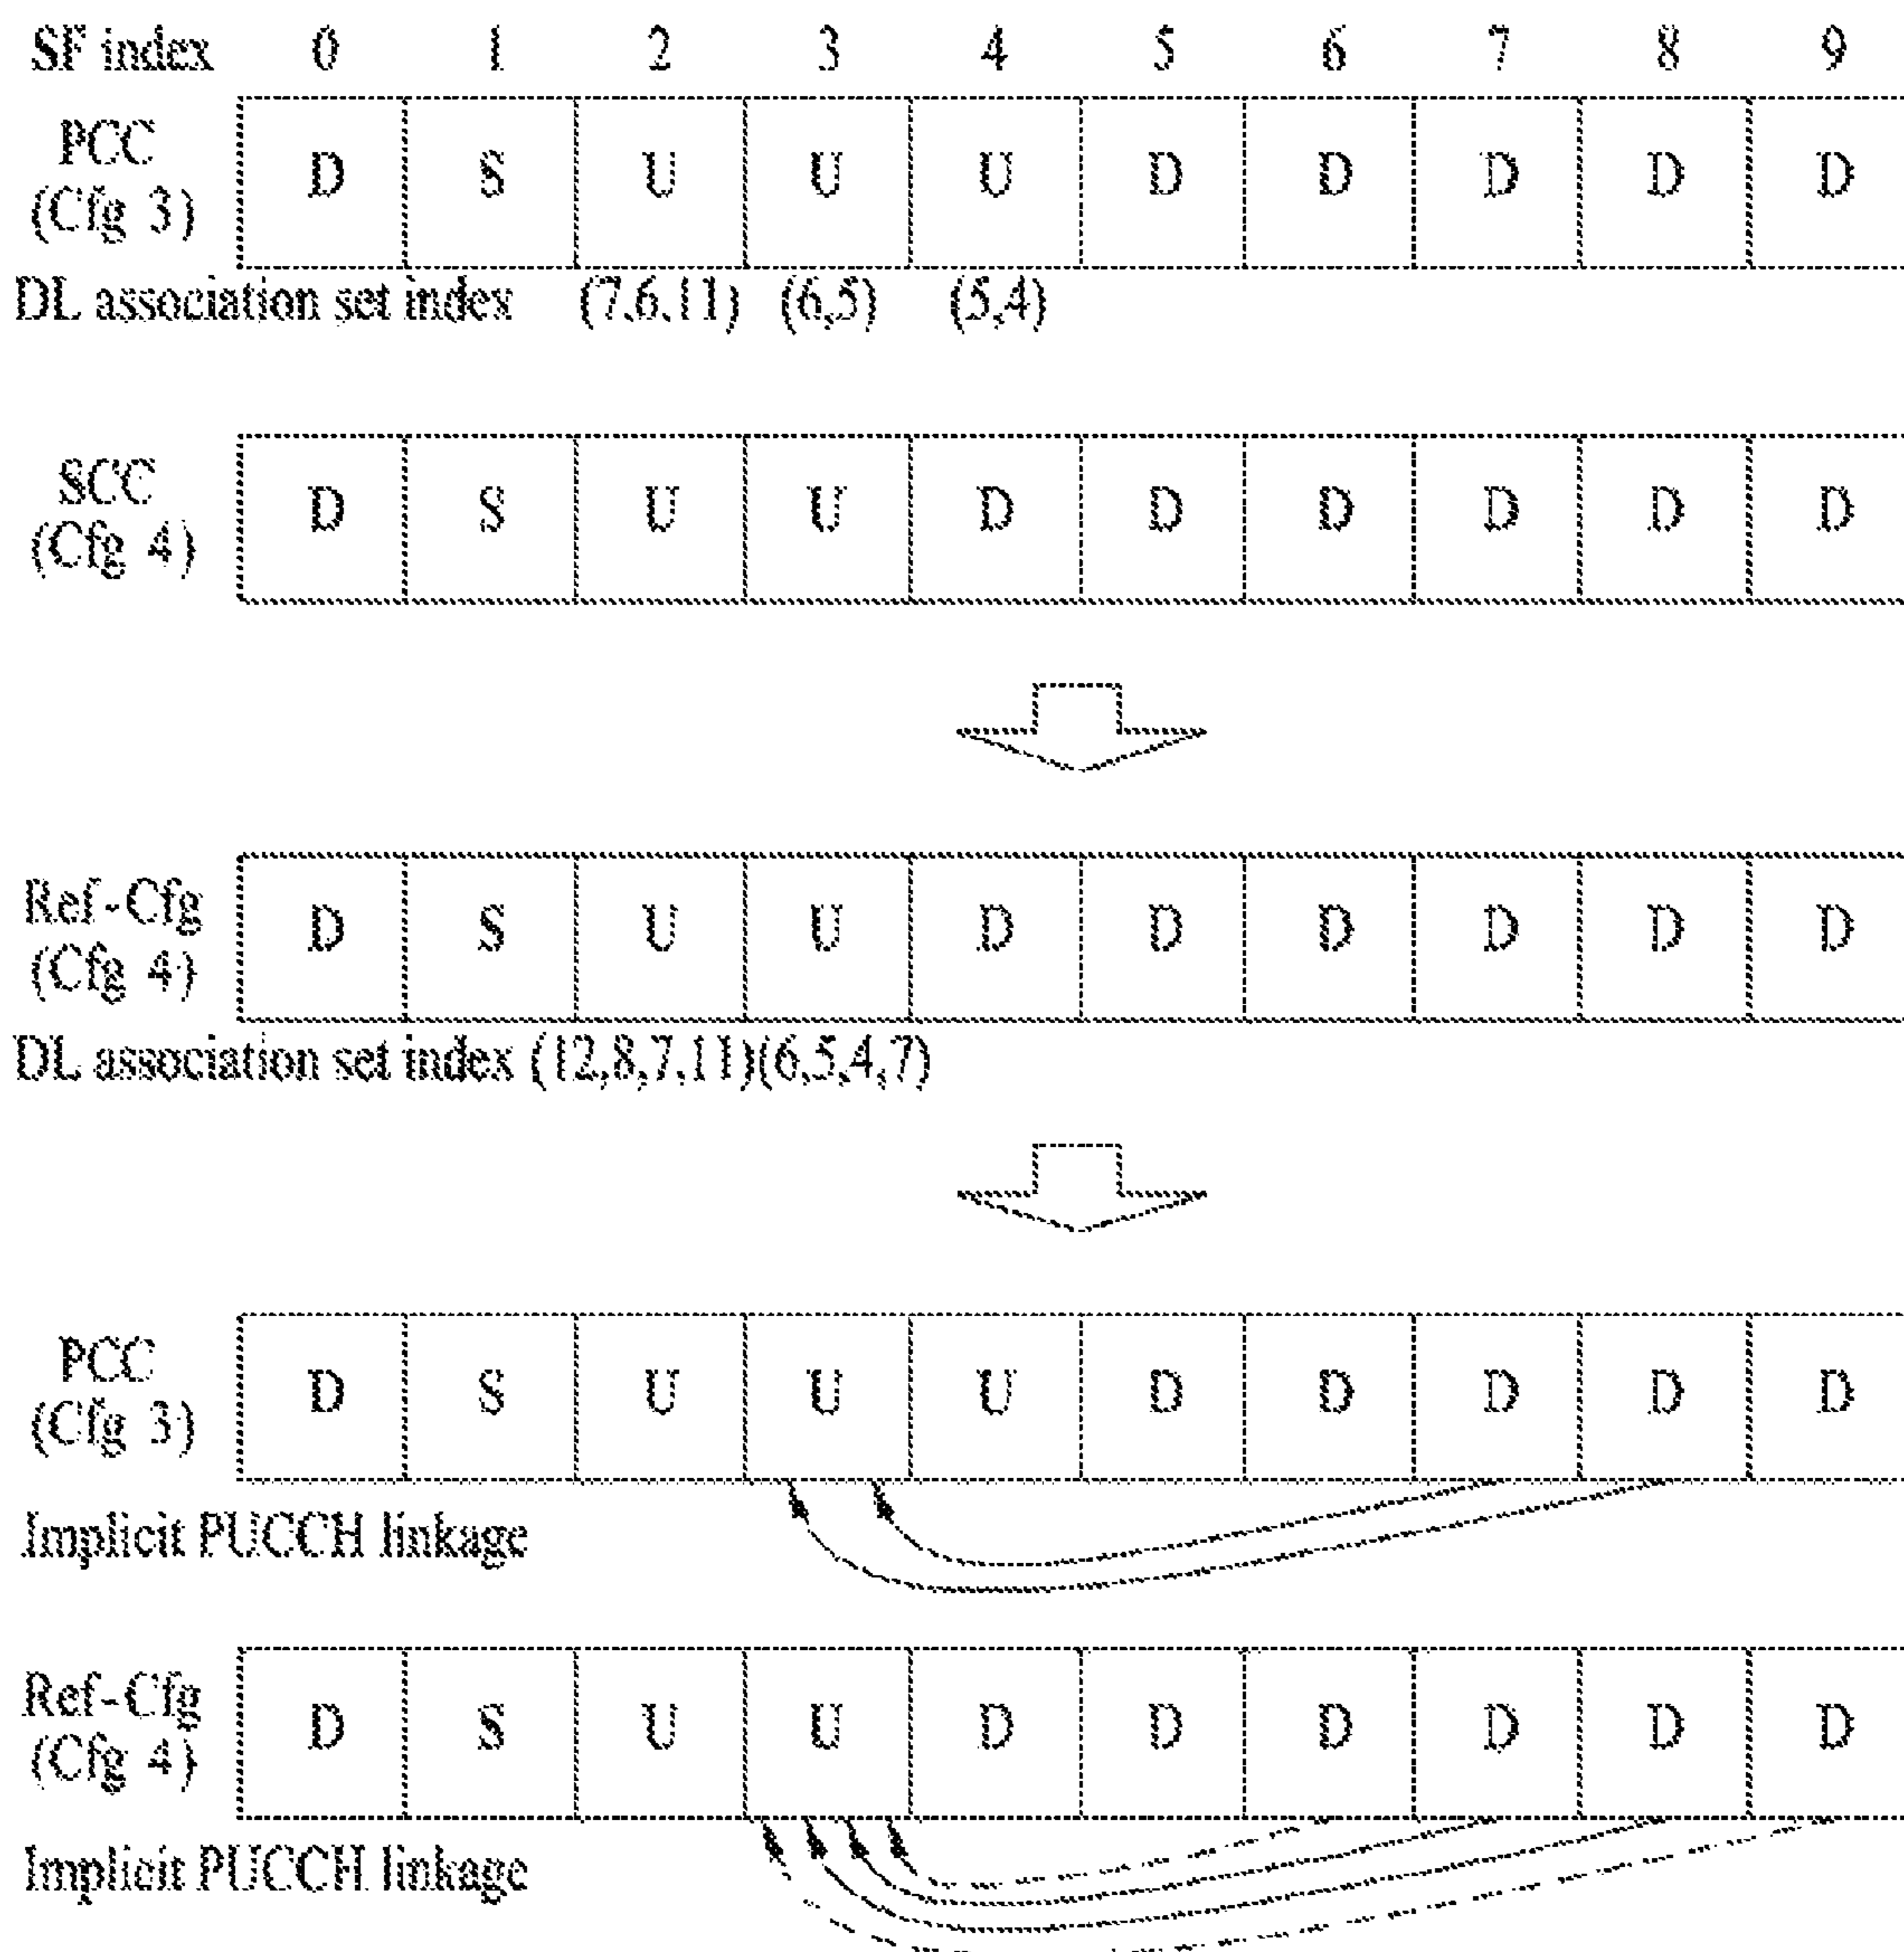 SF index 0 1 2 3 4 5 6 7 8 9
PCC
(Cfg 3)
D S U U U D D D D D
DL association set index (7,6,11) (6,5) (5,4)
SCC
(Cfg 4)
D S U U D D D D D D
Ref-Cfg
(Cfg 4)
D S U U D D D D D D
DL association set index (12,8,7,11)(6,5,4,7)
PCC
(Cfg 3)
D S U U U D D D D D
Implicit PUCCH linkage
Ref-Cfg
(Cfg 4)
D S U U D D D D D D
Implicit PUCCH linkage